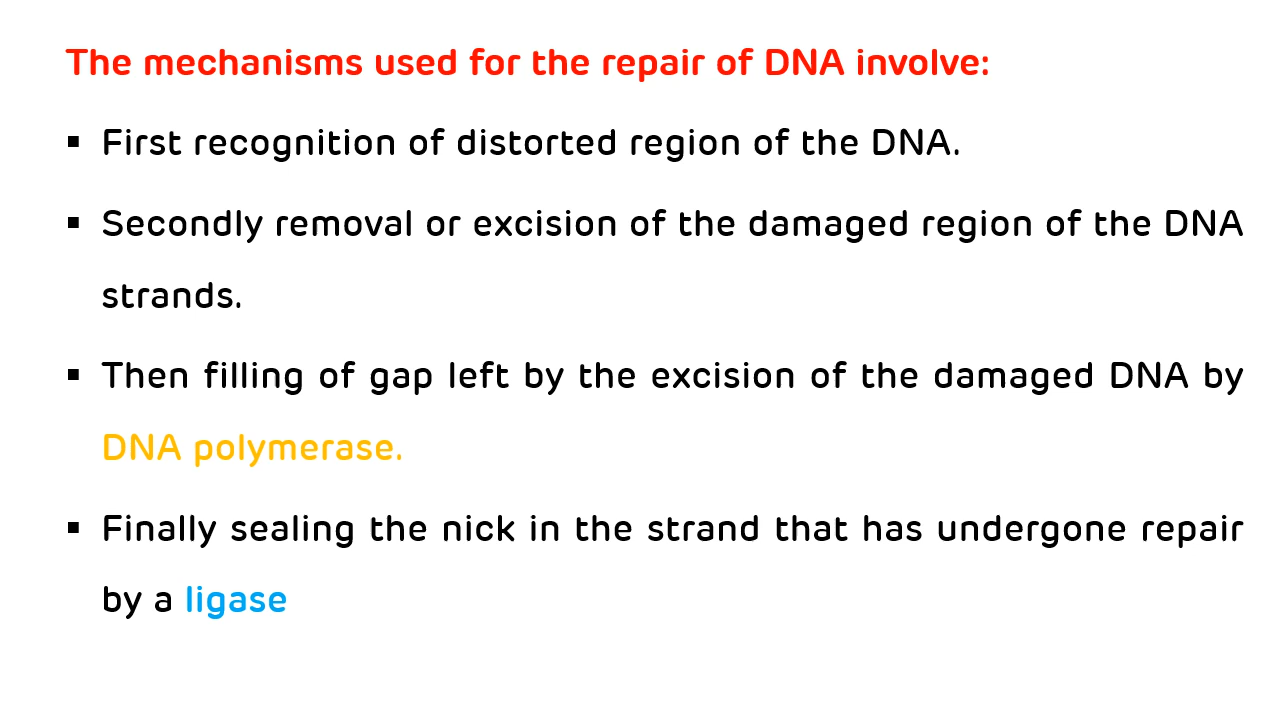 The mechanisms used for the repair of DNA involve:
▪ First recognition of distorted region of the DNA.
▪ Secondly removal or excision of the damaged region of the DNA
strands.
▪ Then filling of gap left by the excision of the damaged DNA by
DNA polymerase.
▪ Finally sealing the nick in the strand that has undergone repair
by a ligase